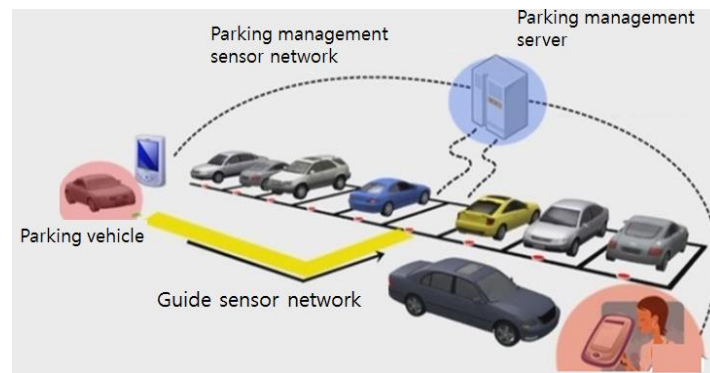 Parking management
sensor network
Parking management
server
Parking vehicle
Guide sensor network